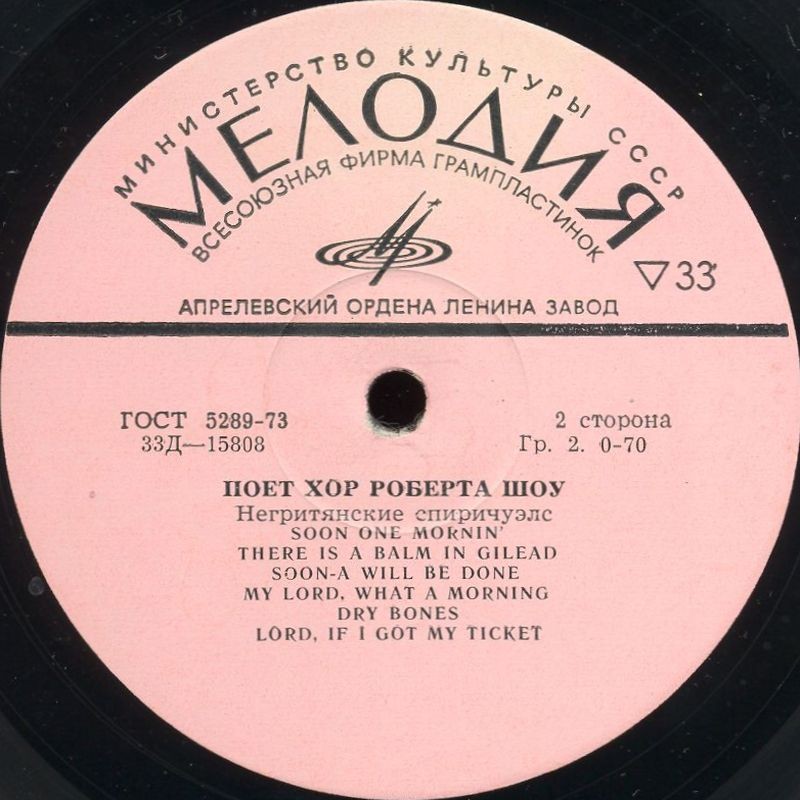 МИНИСТЕРСТВО КУЛЬТУРЫ СССР
МЕЛОДИЯ
ВСЕСОЮЗНАЯ ФИРМА ГРАМПЛАСТИНОК
▽33
АПРЕЛЕВСКИЙ ОРДЕНА ЛЕНИНА ЗАВОД
ГОСТ 5289-73
33Д—15808
2 сторона
Гр. 2. 0-70
ПОЕТ ХОР РОБЕРТА ШОУ
Негритянские спиричуэлс
SOON ONE MORNIN'
THERE IS A BALM IN GILEAD
SOON-A WILL BE DONE
MY LORD, WHAT A MORNING
DRY BONES
LORD, IF I GOT MY TICKET